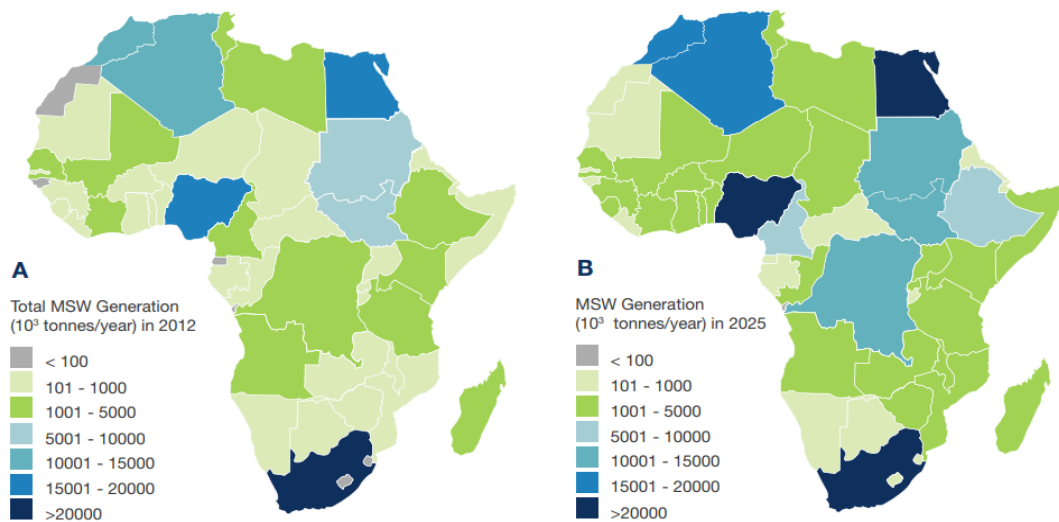 A
Total MSW Generation
(10³ tonnes/year) in 2012
< 100
101 - 1000
1001 - 5000
5001 - 10000
10001 - 15000
15001 - 20000
>20000
B
MSW Generation
(10³ tonnes/year) in 2025
< 100
101 - 1000
1001 - 5000
5001 - 10000
10001 - 15000
15001 - 20000
>20000